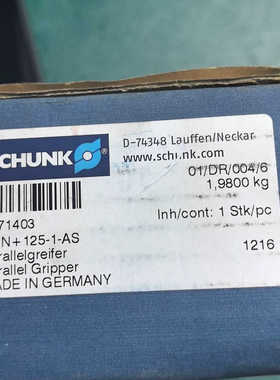 SCHUNK
D-74348 Lauffen/Neckar
www.schunk.com
01/DR/004/6
1,9800 kg
71403
Inh/cont: 1 Stk/pc
N+125-1-AS
rallelgreifer
1216
rallel Gripper
ADE IN GERMANY